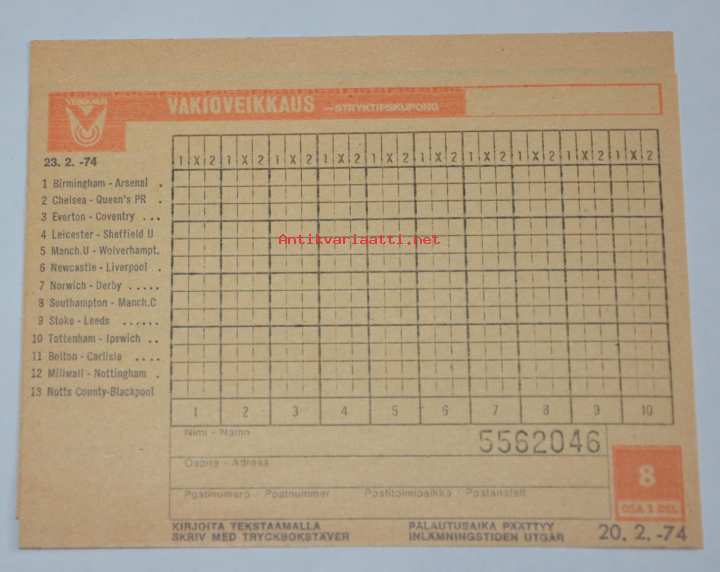 VEIKKAUS
VAKIOVEIKKAUS – STRYKTIPSKUPONG
23. 2. -74
1 X 2 1 X 2 1 X 2 1 X 2 1 X 2 1 X 2 1 X 2 1 X 2 1 X 2 1 X 2
1 Birmingham - Arsenal .
2 Chelsea - Queen's PR .
3 Everton - Coventry ...
4 Leicester - Sheffield U
5 Manch.U - Wolverhampt.
6 Newcastle - Liverpool .
7 Norwich - Derby .....
8 Southampton - Manch.C
9 Stoke - Leeds ......
10 Tottenham - Ipswich ..
11 Bolton - Carlisle ....
12 Millwall - Nottingham .
13 Notts County-Blackpool
Antikvariaatti.net
1 2 3 4 5 6 7 8 9 10
Nimi - Namn
5562046
Osoite - Adress
Postinumero - Postnummer Postitoimipaikka - Postanstalt
8
OSA 1 DEL
KIRJOITA TEKSTAAMALLA PALAUTUSAIKA PÄÄTTYY
SKRIV MED TRYCKBOKSTÄVER INLÄMNINGSTIDEN UTGÅR
20. 2. -74